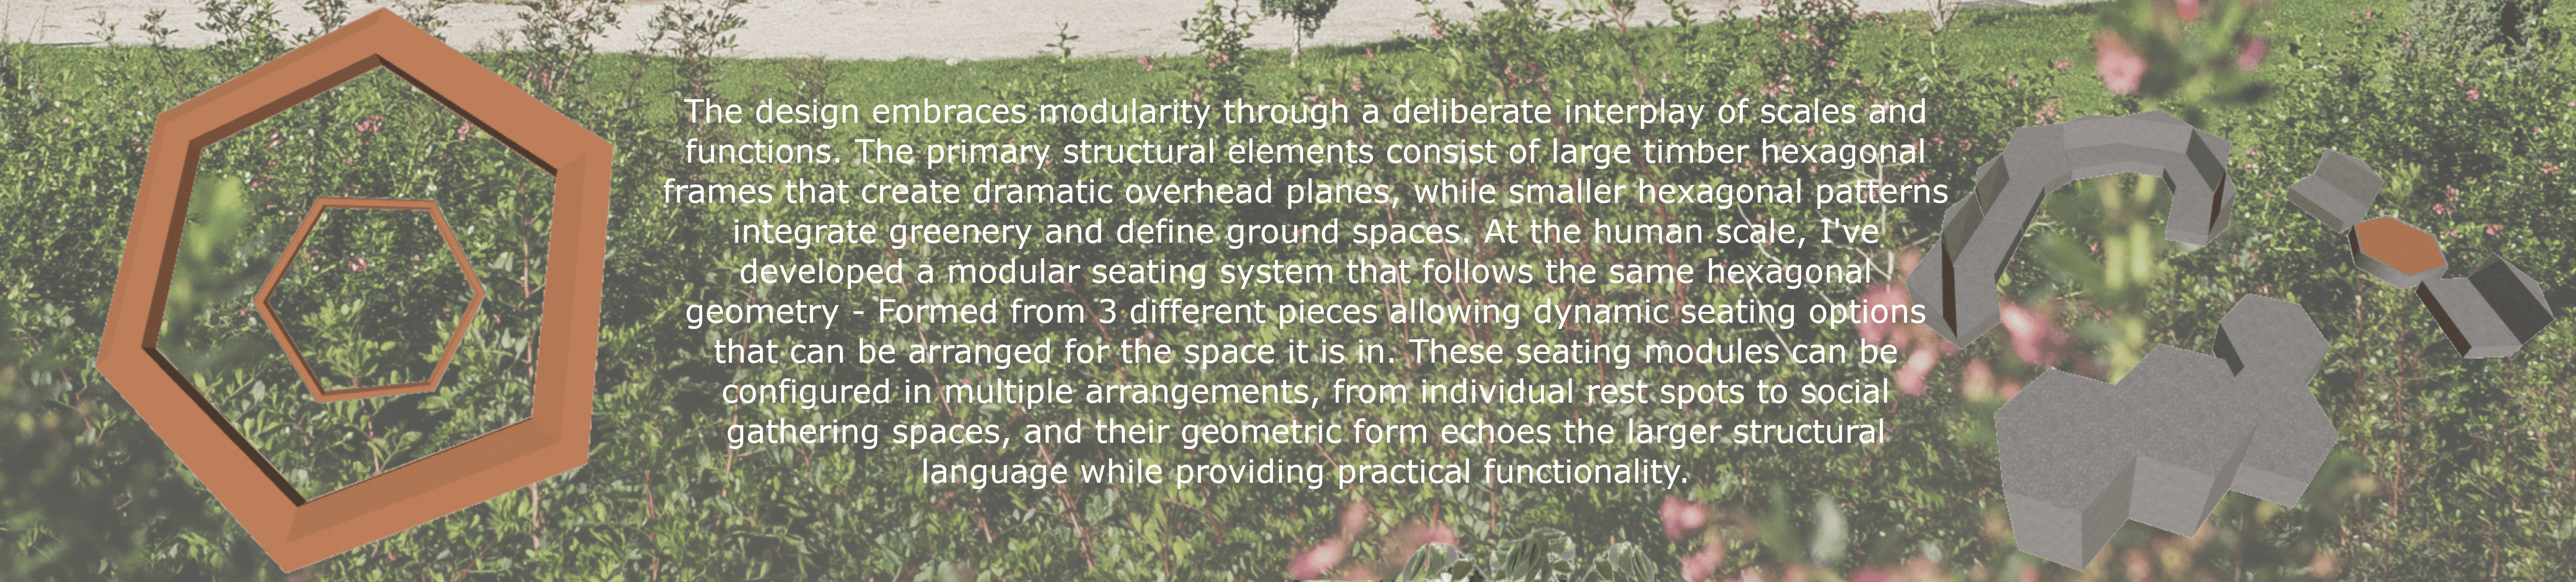 The design embraces modularity through a deliberate interplay of scales and
functions. The primary structural elements consist of large timber hexagonal
frames that create dramatic overhead planes, while smaller hexagonal patterns
integrate greenery and define ground spaces. At the human scale, I've
developed a modular seating system that follows the same hexagonal
geometry - Formed from 3 different pieces allowing dynamic seating options
that can be arranged for the space it is in. These seating modules can be
configured in multiple arrangements, from individual rest spots to social
gathering spaces, and their geometric form echoes the larger structural
language while providing practical functionality.